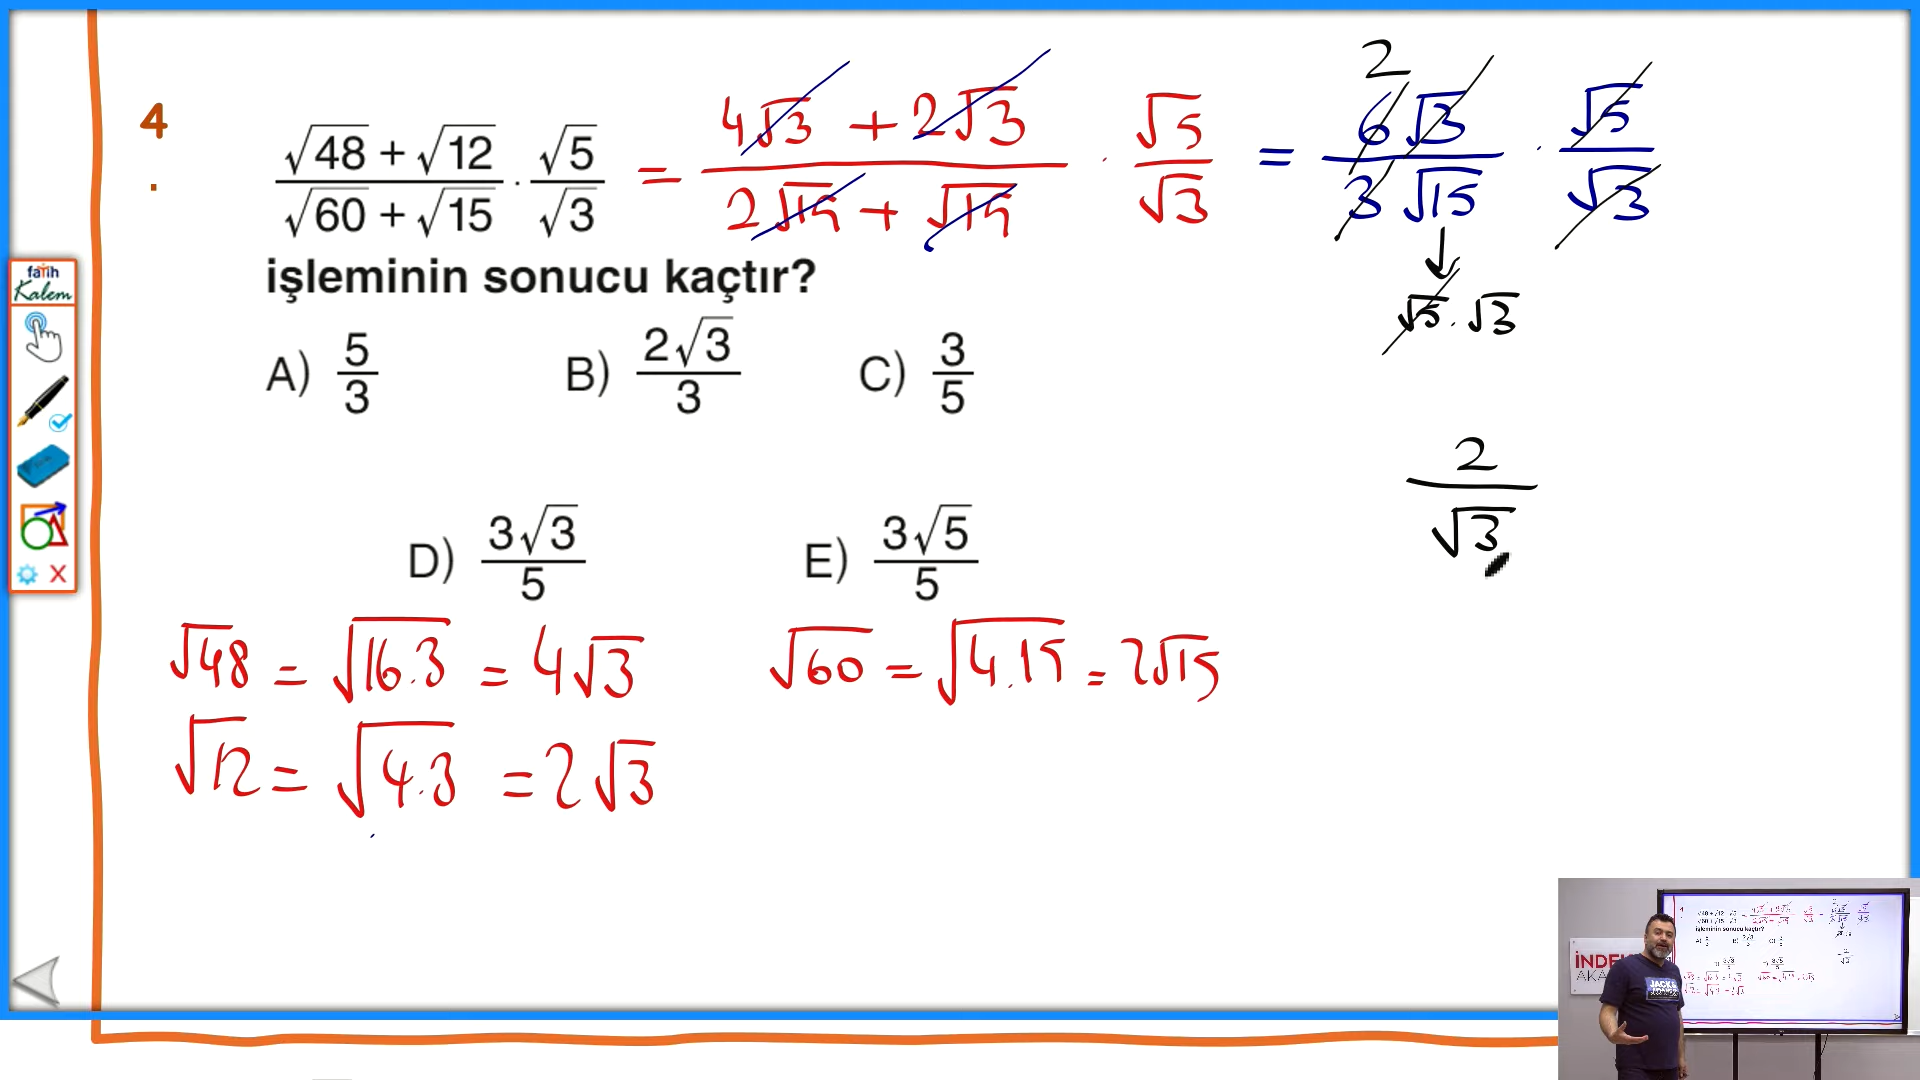 4
.
(√48 + √12)/(√60 + √15) · √5/√3 = (4√3 + 2√3)/(2√15 + √15) · √5/√3 = 6√3/3√15 · √5/√3
2
√5 . √3
işleminin sonucu kaçtır?
A) 5/3 B) 2√3/3 C) 3/5
2/√3
D) 3√3/5 E) 3√5/5
√48 = √16.3 = 4√3 √60 = √4.15 = 2√15
√12 = √4.3 = 2√3
fatih
Kalem
X
İNDEK
AKA